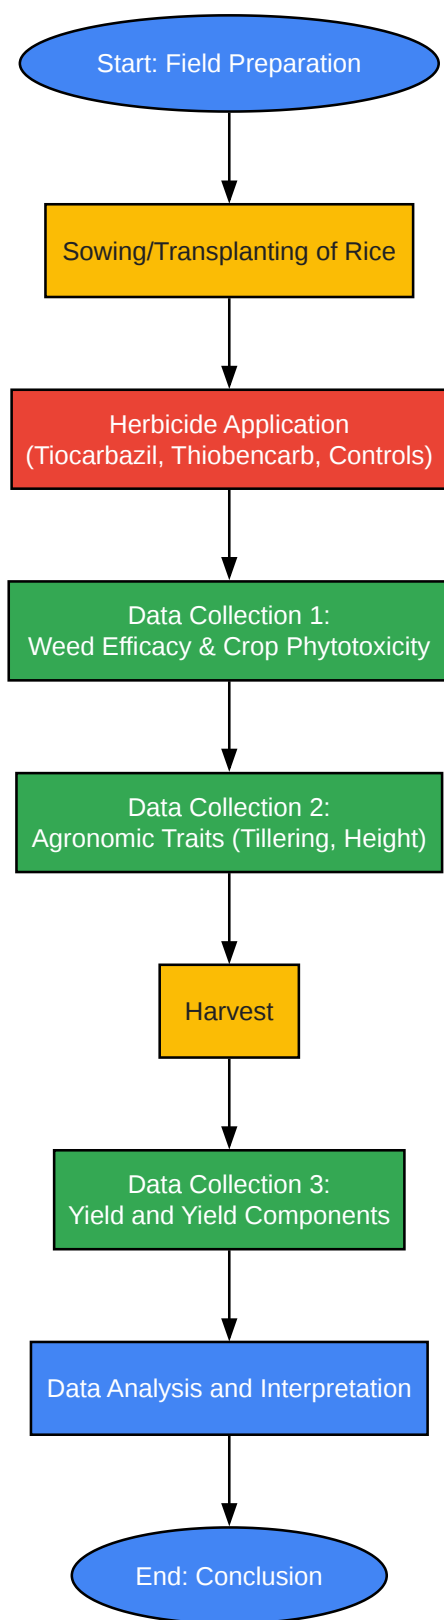 Start: Field Preparation
Sowing/Transplanting of Rice
Herbicide Application
(Tiocarbazil, Thiobencarb, Controls)
Data Collection 1:
Weed Efficacy & Crop Phytotoxicity
Data Collection 2:
Agronomic Traits (Tillering, Height)
Harvest
Data Collection 3:
Yield and Yield Components
Data Analysis and Interpretation
End: Conclusion